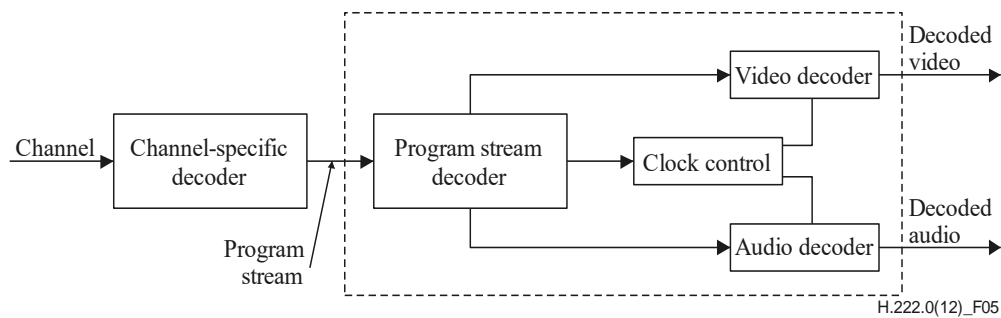 Decoded
video
Video decoder
Channel
Channel-specific
decoder
Program stream
decoder
Clock control
Program
stream
Decoded
audio
Audio decoder
H.222.0(12)_F05